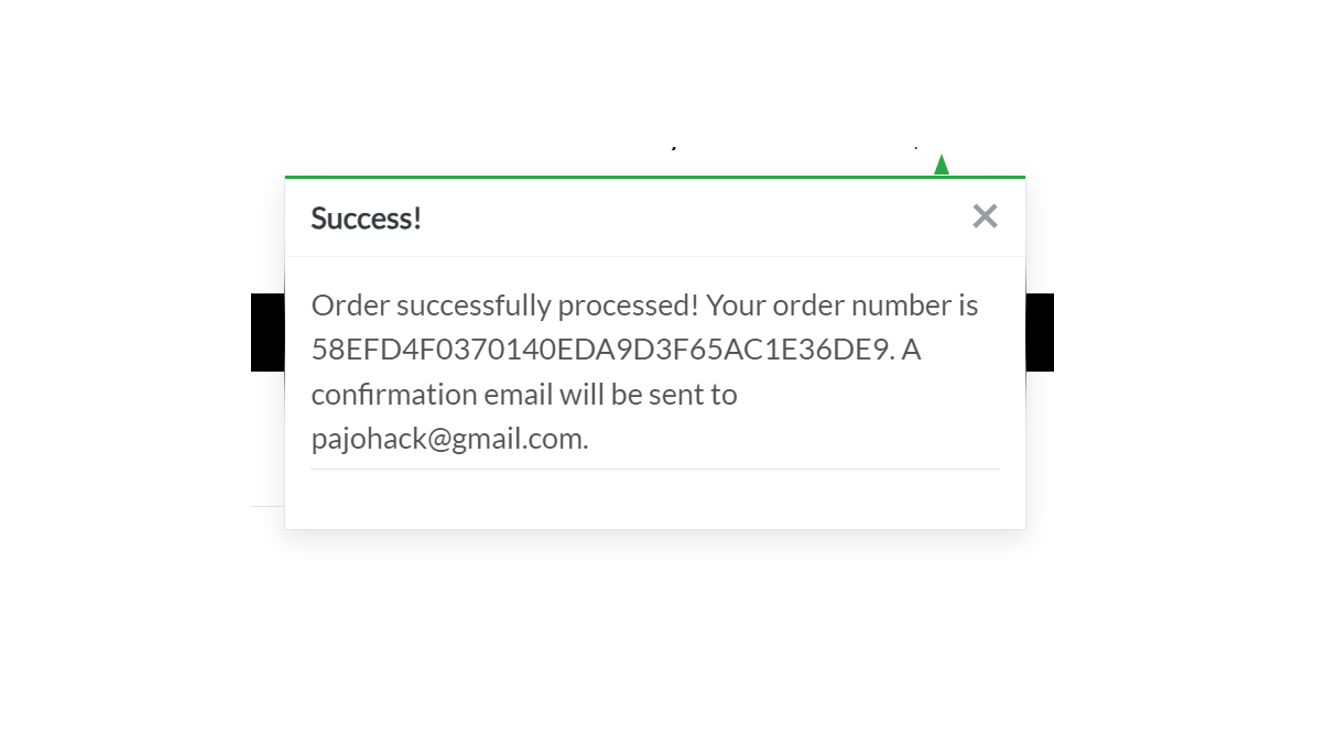 Success!
Order successfully processed! Your order number is
58EFD4F0370140EDA9D3F65AC1E36DE9. A
confirmation email will be sent to
pajohack@gmail.com.